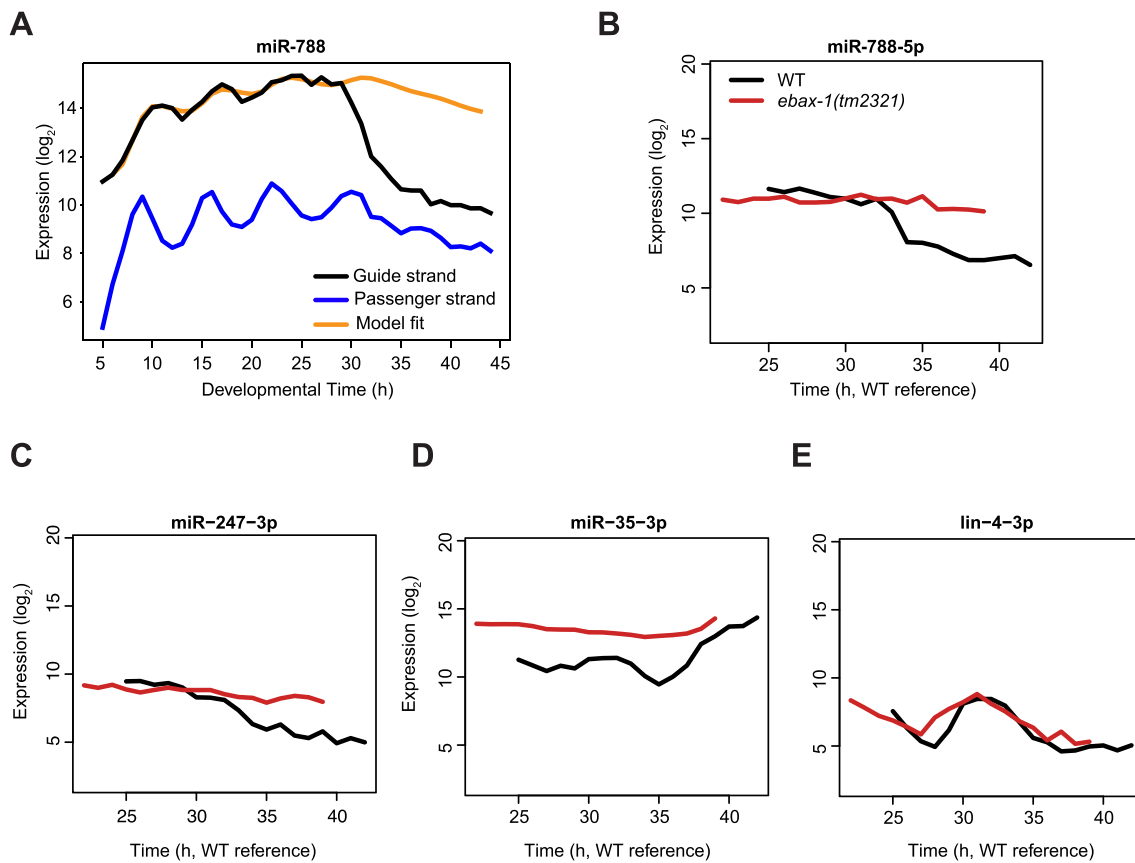 A
miR-788
Expression (log2)
14
12
10
8
6
Guide strand
Passenger strand
Model fit
5 10 15 20 25 30 35 40 45
Developmental Time (h)
B
miR-788-5p
Expression (log2)
20
15
10
5
WT
ebax-1(tm2321)
25 30 35 40
Time (h, WT reference)
C
miR−247−3p
Expression (log2)
20
15
10
5
25 30 35 40
Time (h, WT reference)
D
miR−35−3p
Expression (log2)
20
15
10
5
25 30 35 40
Time (h, WT reference)
E
lin−4−3p
Expression (log2)
20
15
10
5
25 30 35 40
Time (h, WT reference)